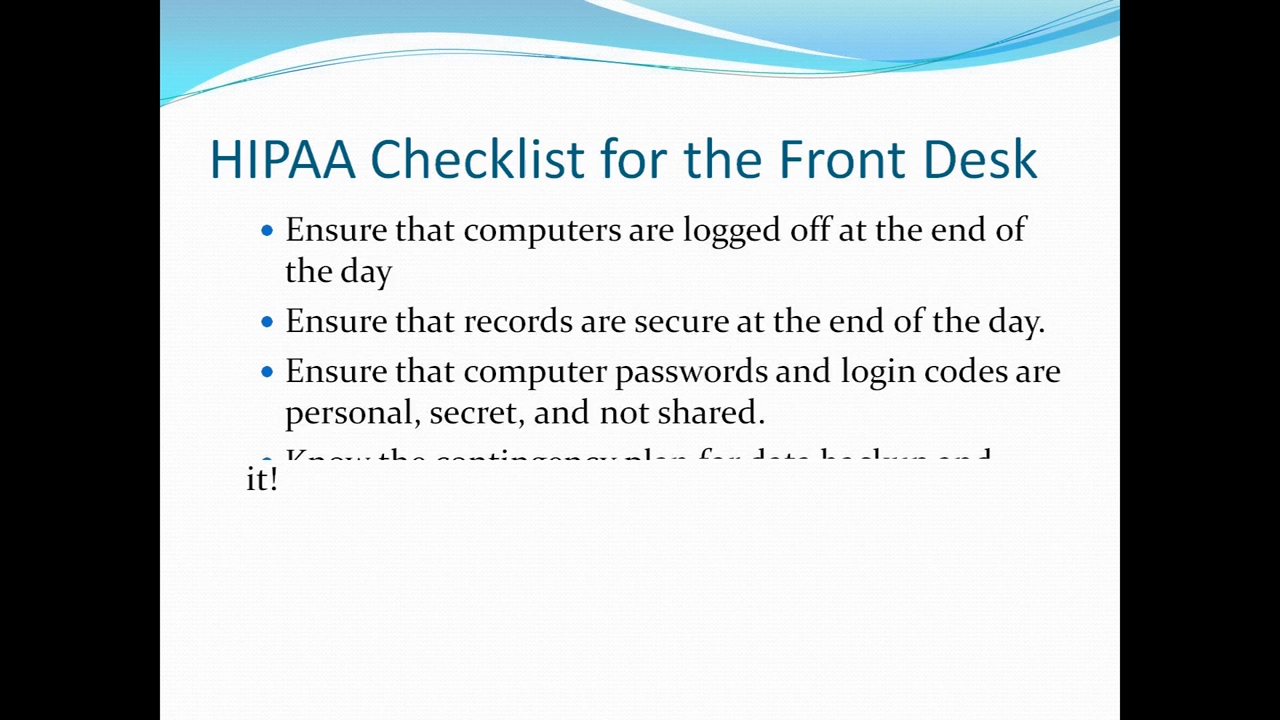 HIPAA Checklist for the Front Desk
• Ensure that computers are logged off at the end of
the day
• Ensure that records are secure at the end of the day.
• Ensure that computer passwords and login codes are
personal, secret, and not shared.
• Know the contingency plan for data backup and
it!